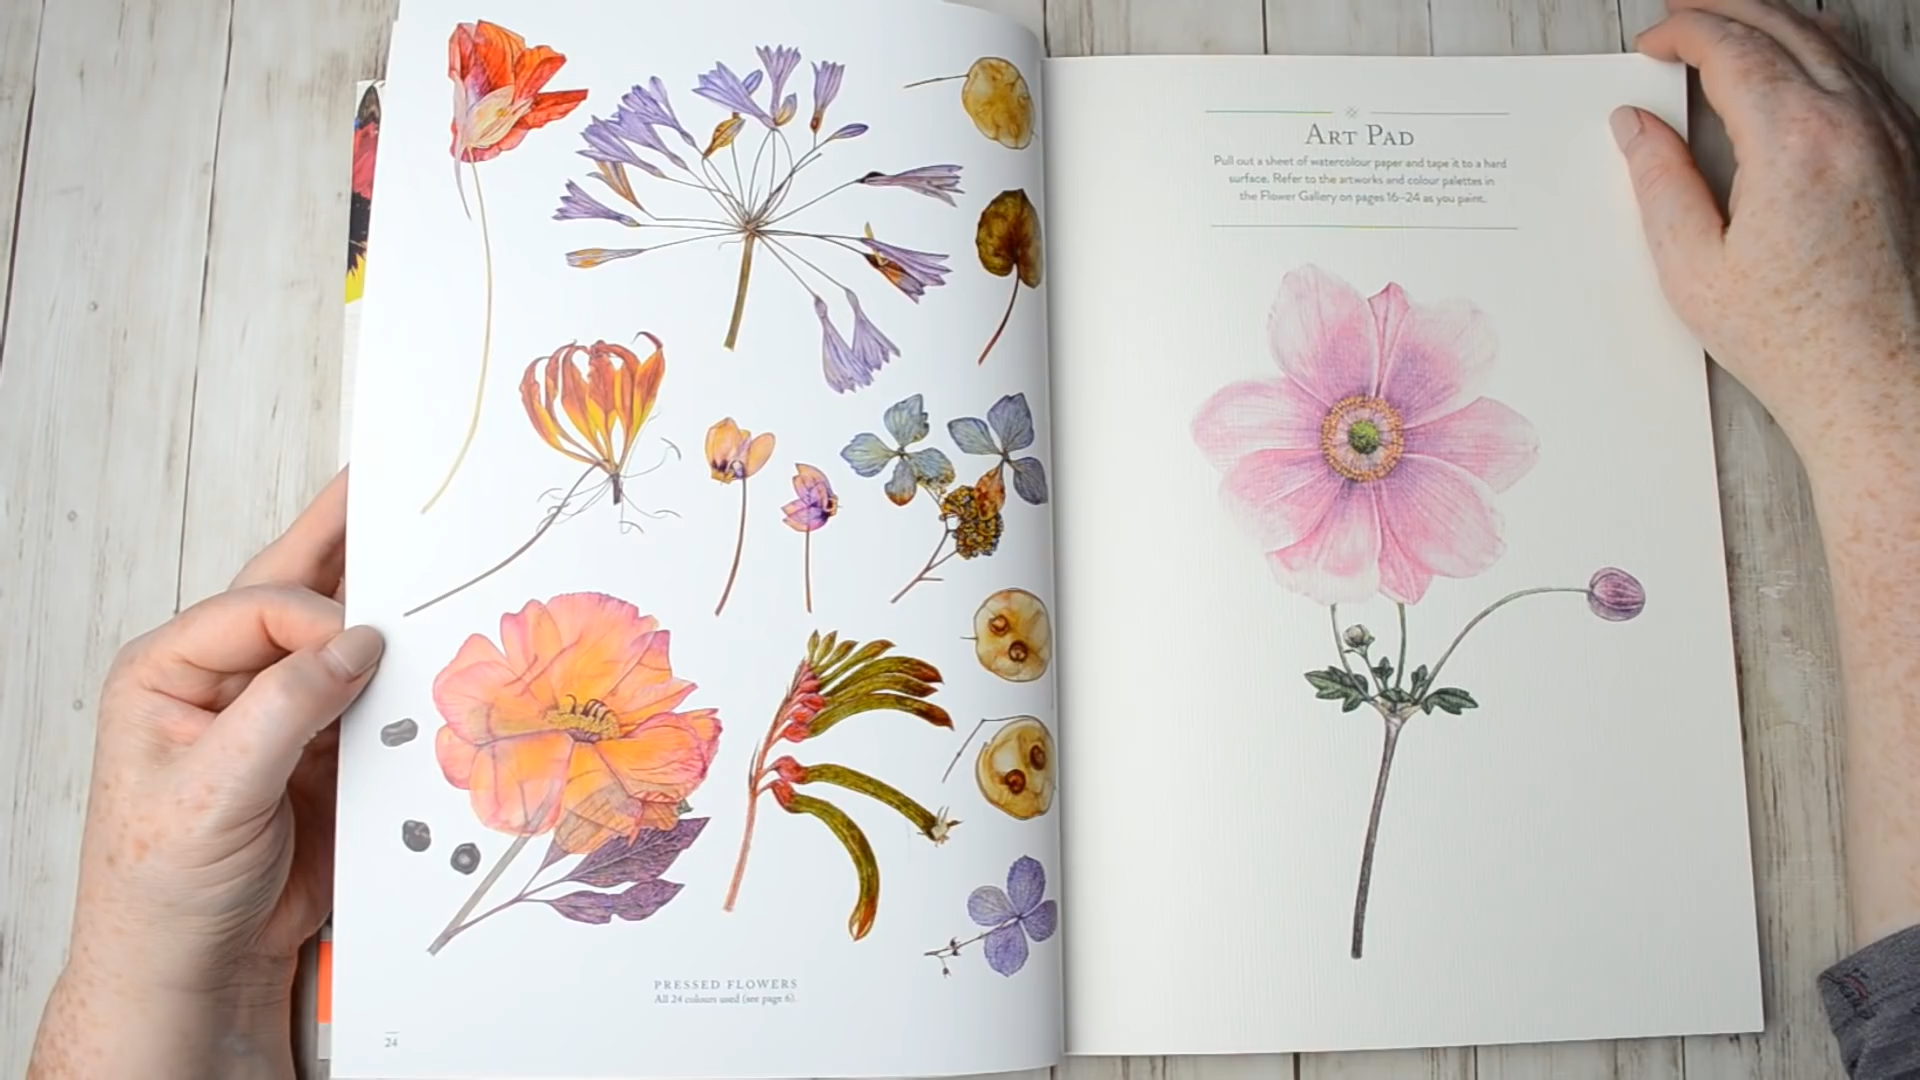 PRESSED FLOWERS
All 24 colours used (see page 6).
24
ART PAD
Pull out a sheet of watercolour paper and tape it to a hard
surface. Refer to the artworks and colour palettes in
the Flower Gallery on pages 16–24 as you paint.